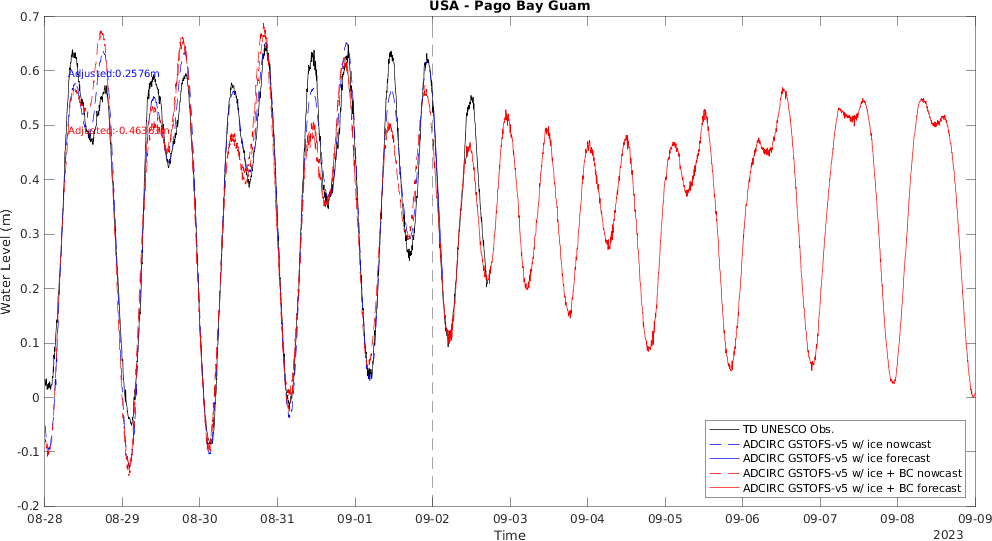 USA - Pago Bay Guam
0.7
0.6
0.5
0.4
0.3
0.2
0.1
0
-0.1
-0.2
Water Level (m)
Adjusted:0.2576m
TD UNESCO Obs.
ADCIRC GSTOFS-v5 w/ ice nowcast
ADCIRC GSTOFS-v5 w/ ice forecast
ADCIRC GSTOFS-v5 w/ ice + BC nowcast
ADCIRC GSTOFS-v5 w/ ice + BC forecast
08-28 08-29 08-30 08-31 09-01 09-02 09-03 09-04 09-05 09-06 09-07 09-08 09-09
Time
2023